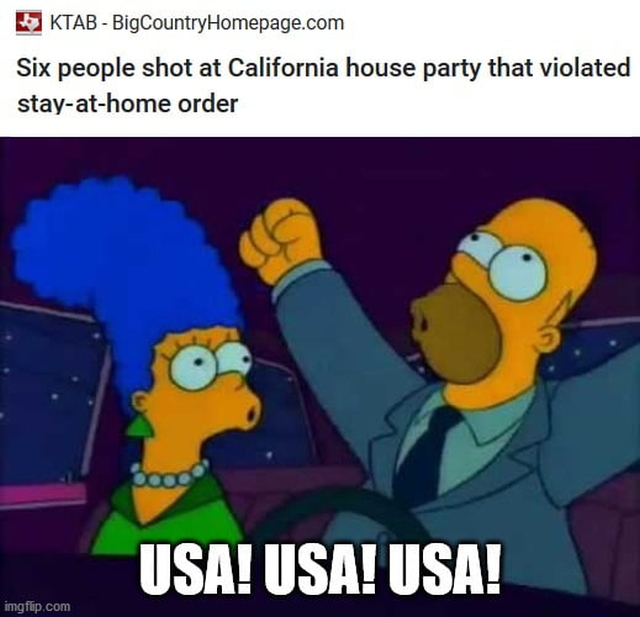 KTAB - BigCountryHomepage.com
Six people shot at California house party that violated
stay-at-home order
USA! USA! USA!
imgflip.com